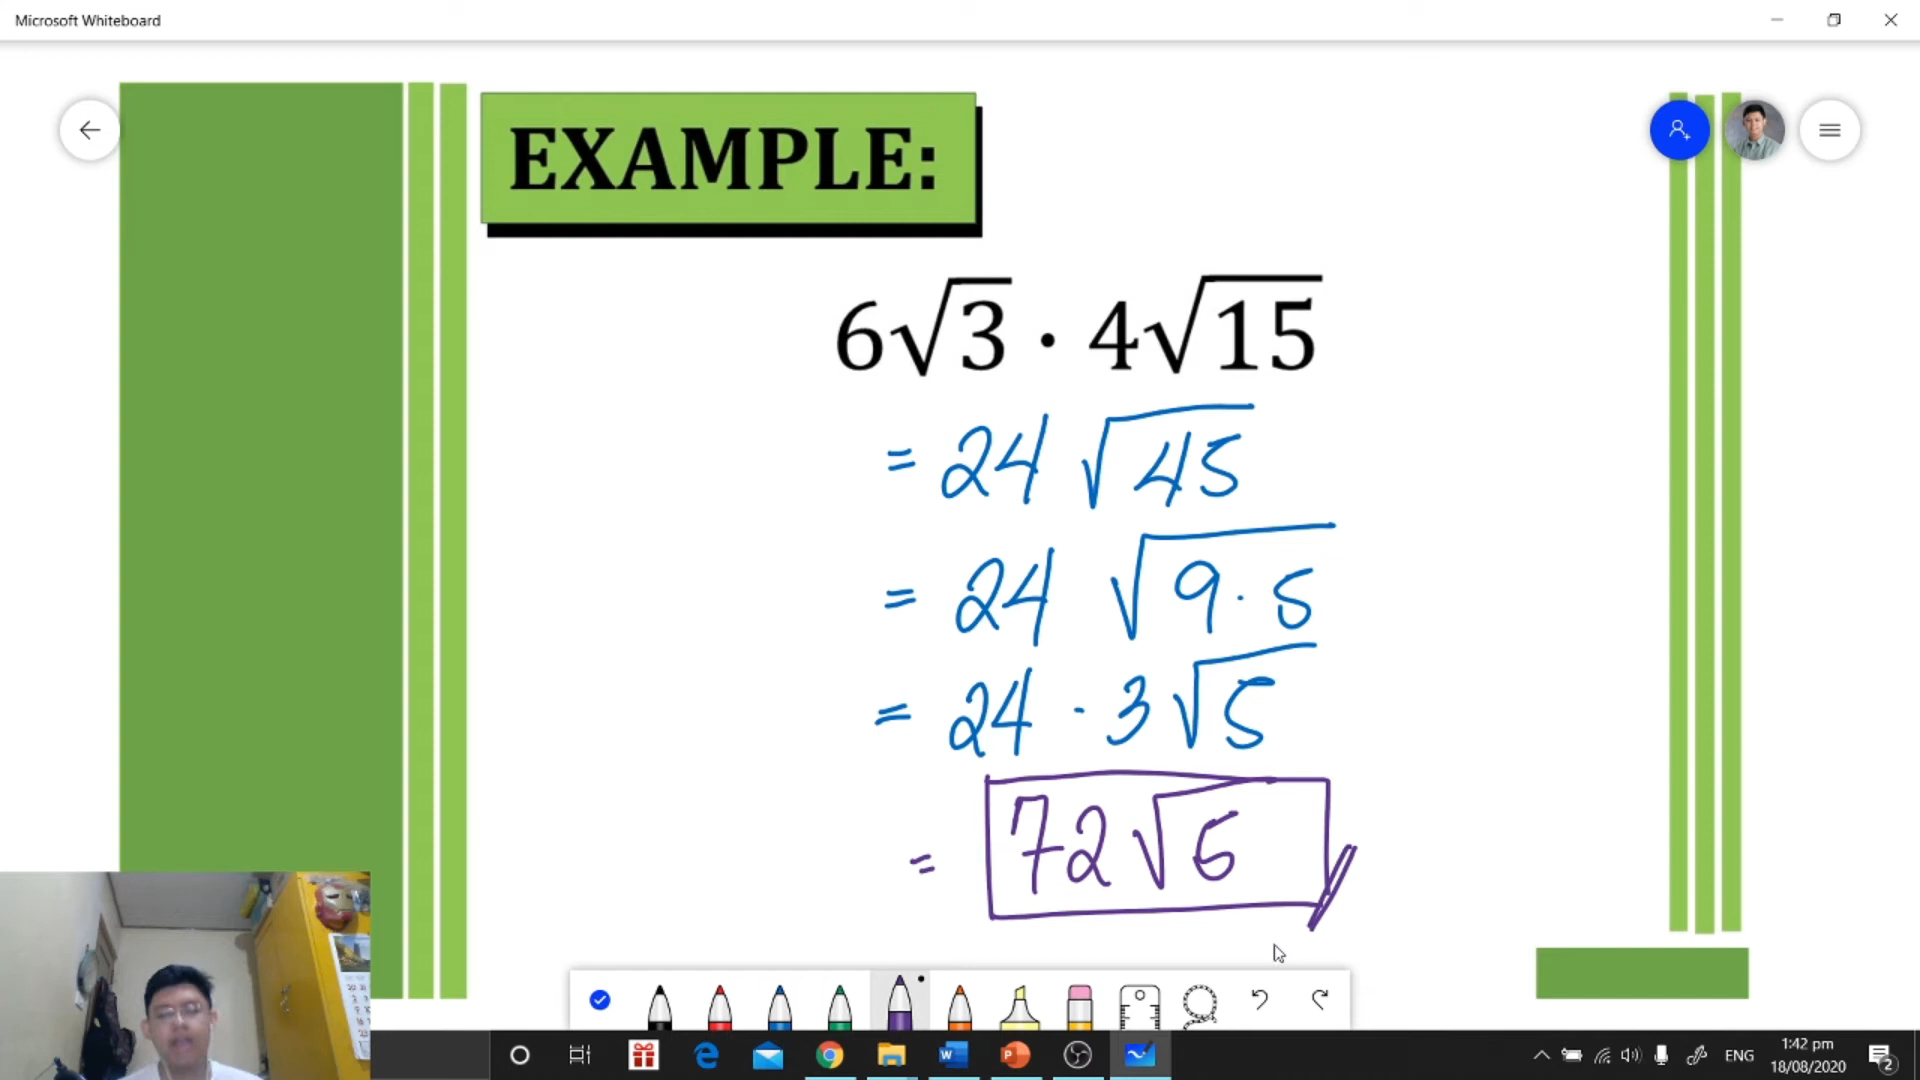 Microsoft Whiteboard
EXAMPLE:
6√3 · 4√15
= 24 √45
= 24 √9·5
= 24 · 3√5
= 72√5
ENG
1:42 pm
18/08/2020
2